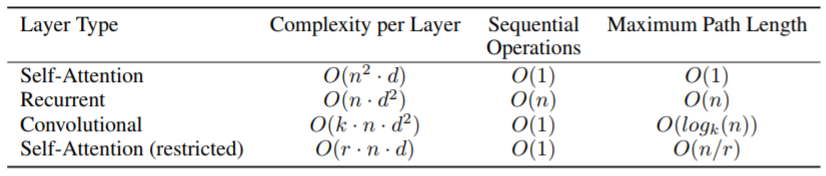 Layer Type Complexity per Layer Sequential Maximum Path Length
Operations
Self-Attention O(n² · d) O(1) O(1)
Recurrent O(n · d²) O(n) O(n)
Convolutional O(k · n · d²) O(1) O(logₖ(n))
Self-Attention (restricted) O(r · n · d) O(1) O(n/r)